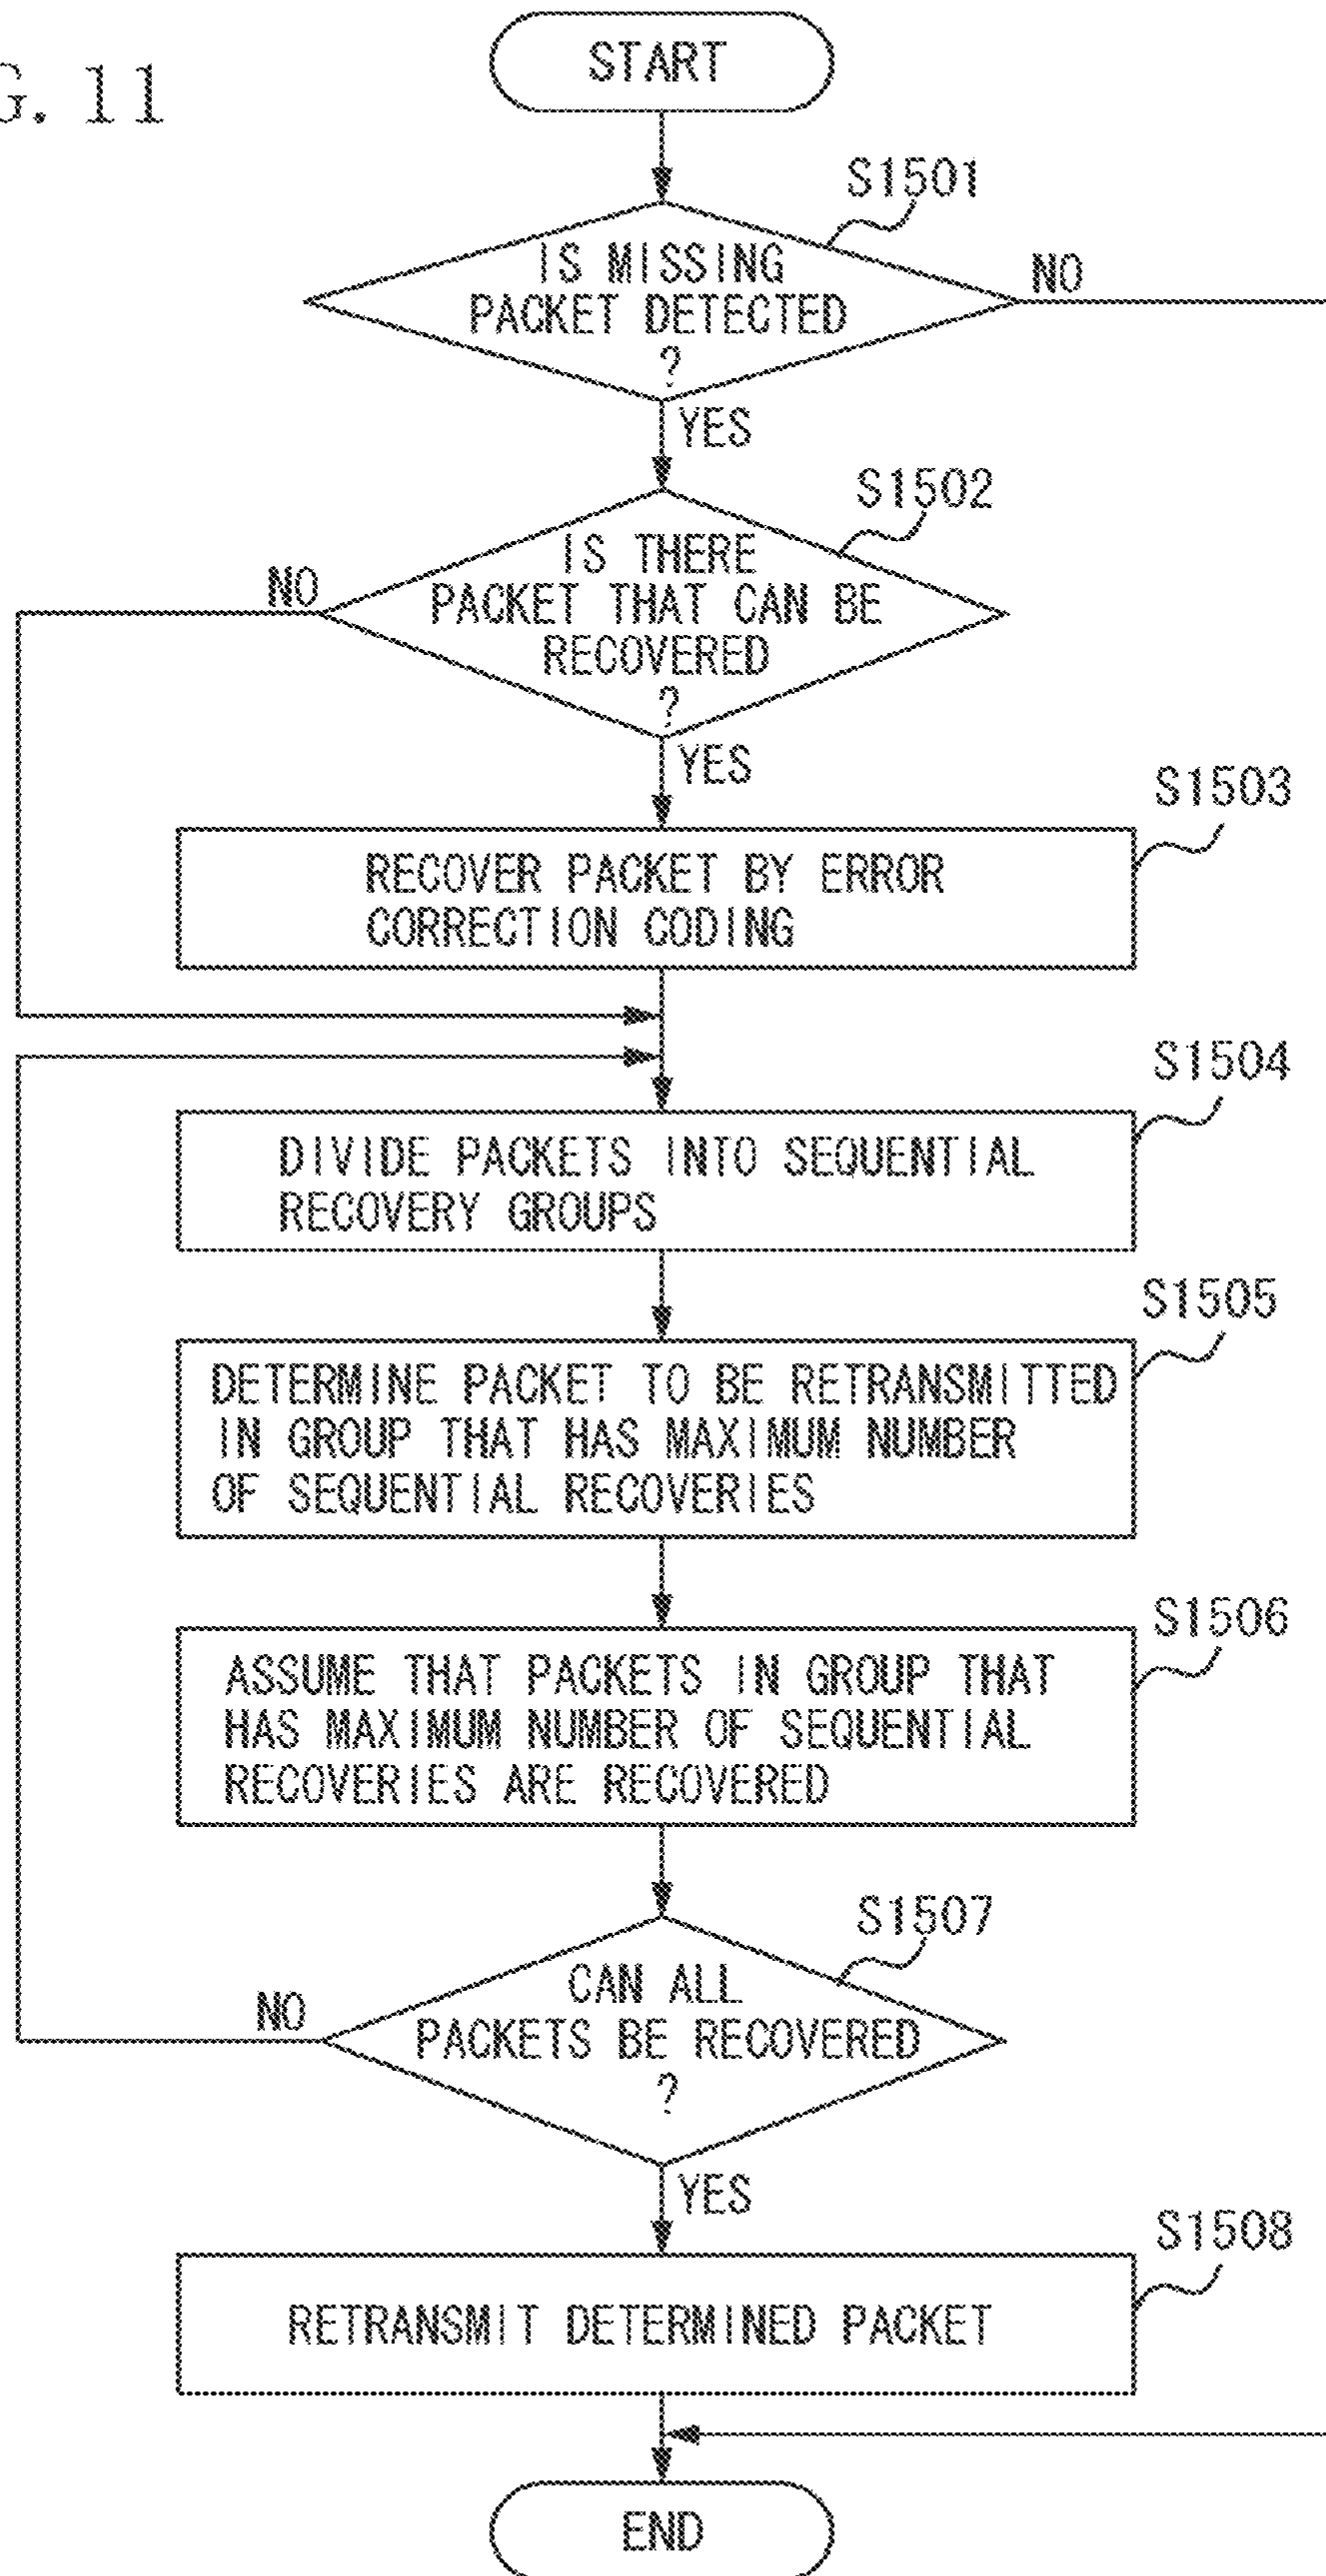 G. 11
START
S1501
IS MISSING
PACKET DETECTED
?
NO
YES
S1502
IS THERE
PACKET THAT CAN BE
RECOVERED
?
NO
YES
S1503
RECOVER PACKET BY ERROR
CORRECTION CODING
S1504
DIVIDE PACKETS INTO SEQUENTIAL
RECOVERY GROUPS
S1505
DETERMINE PACKET TO BE RETRANSMITTED
IN GROUP THAT HAS MAXIMUM NUMBER
OF SEQUENTIAL RECOVERIES
S1506
ASSUME THAT PACKETS IN GROUP THAT
HAS MAXIMUM NUMBER OF SEQUENTIAL
RECOVERIES ARE RECOVERED
S1507
CAN ALL
PACKETS BE RECOVERED
?
NO
YES
S1508
RETRANSMIT DETERMINED PACKET
END